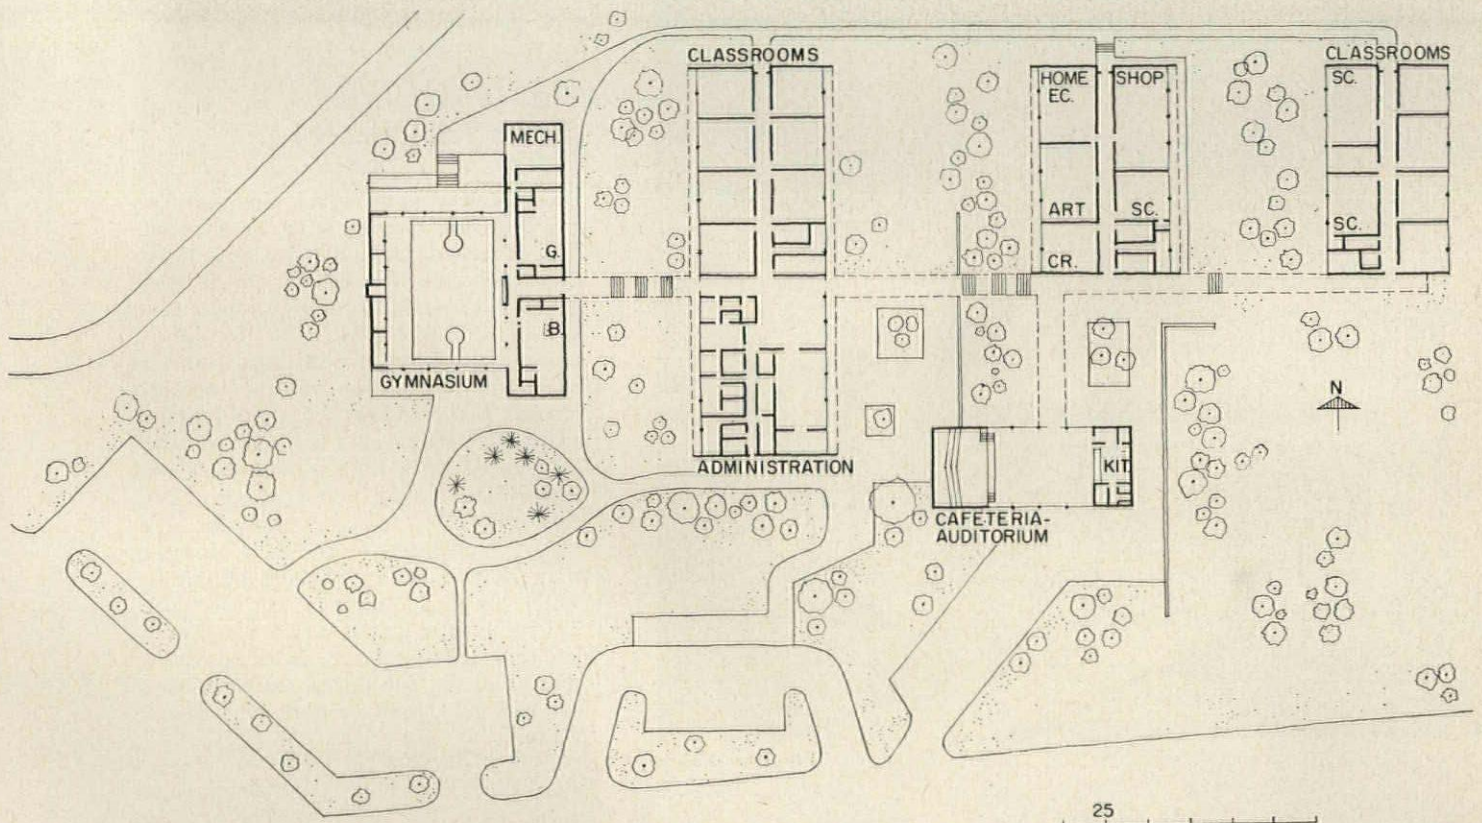 CLASSROOMS
CLASSROOMS
HOME
EC.
SHOP
SC.
MECH.
ART
SC.
SC.
G.
CR.
B.
GYMNASIUM
N
ADMINISTRATION
KIT.
CAFETERIA-
AUDITORIUM
25